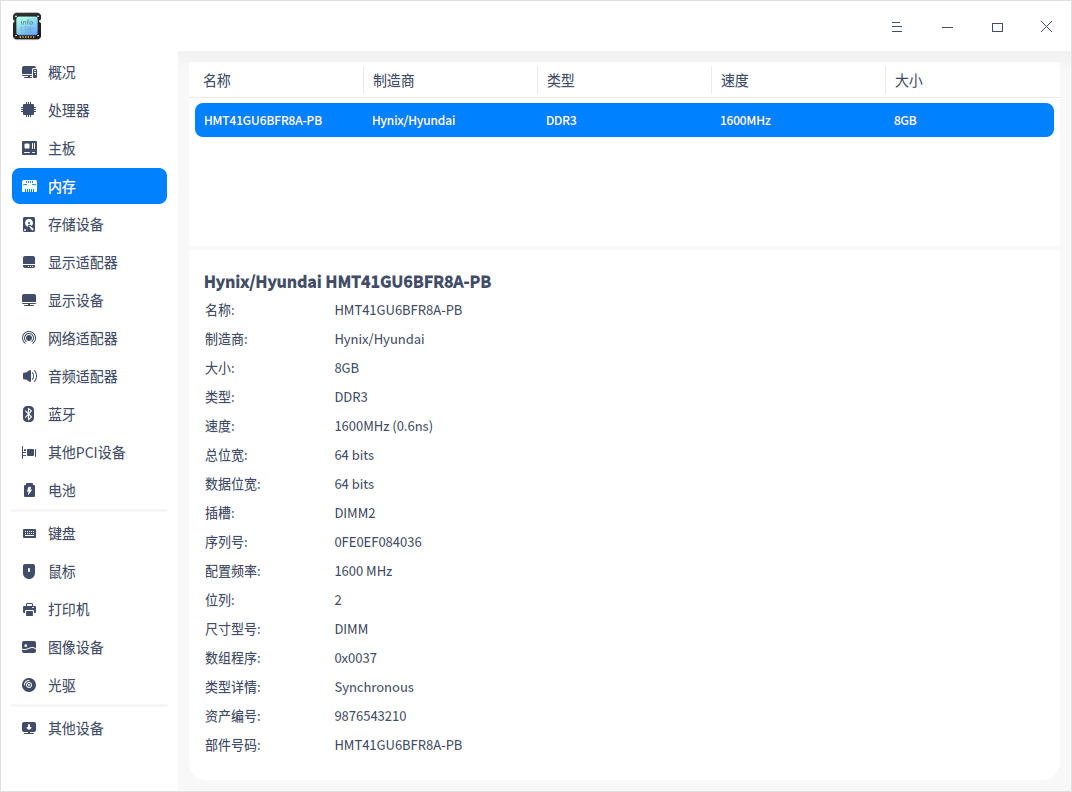 info
概况
处理器
主板
内存
存储设备
显示适配器
显示设备
网络适配器
音频适配器
蓝牙
其他PCI设备
电池
键盘
鼠标
打印机
图像设备
光驱
其他设备
名称 制造商 类型 速度 大小
HMT41GU6BFR8A-PB Hynix/Hyundai DDR3 1600MHz 8GB
Hynix/Hyundai HMT41GU6BFR8A-PB
名称: HMT41GU6BFR8A-PB
制造商: Hynix/Hyundai
大小: 8GB
类型: DDR3
速度: 1600MHz (0.6ns)
总位宽: 64 bits
数据位宽: 64 bits
插槽: DIMM2
序列号: 0FE0EF084036
配置频率: 1600 MHz
位列: 2
尺寸型号: DIMM
数组程序: 0x0037
类型详情: Synchronous
资产编号: 9876543210
部件号码: HMT41GU6BFR8A-PB